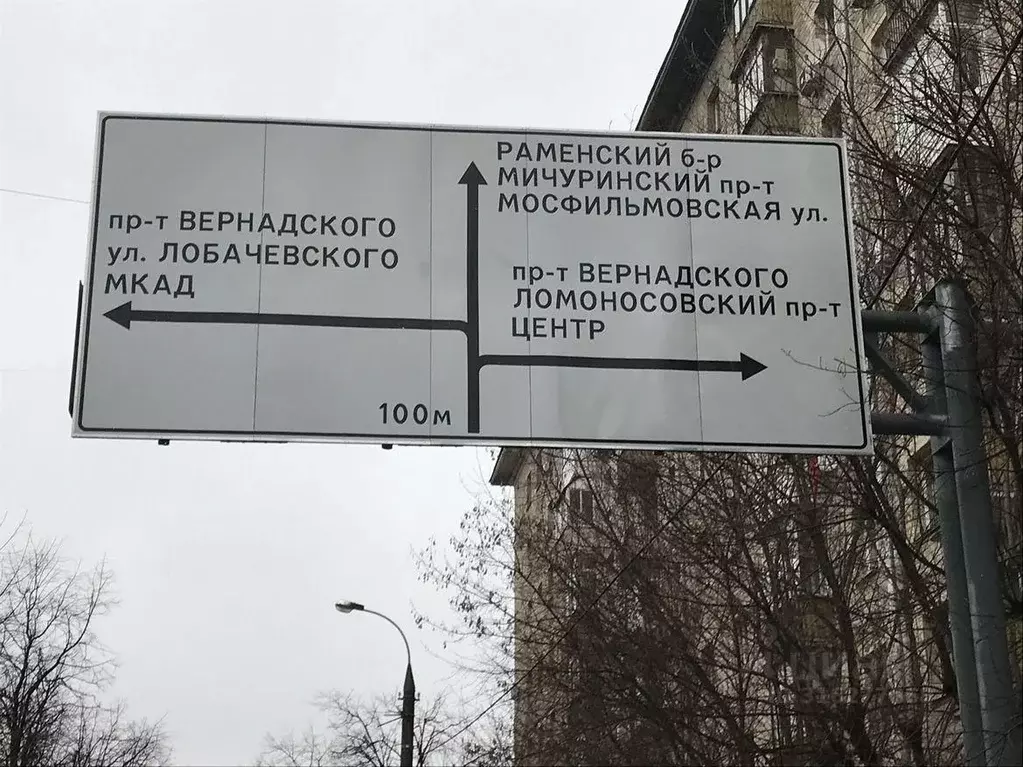 РАМЕНСКИЙ б-р
МИЧУРИНСКИЙ пр-т
МОСФИЛЬМОВСКАЯ ул.
пр-т ВЕРНАДСКОГО
ул. ЛОБАЧЕВСКОГО
МКАД
пр-т ВЕРНАДСКОГО
ЛОМОНОСОВСКИЙ пр-т
ЦЕНТР
100м